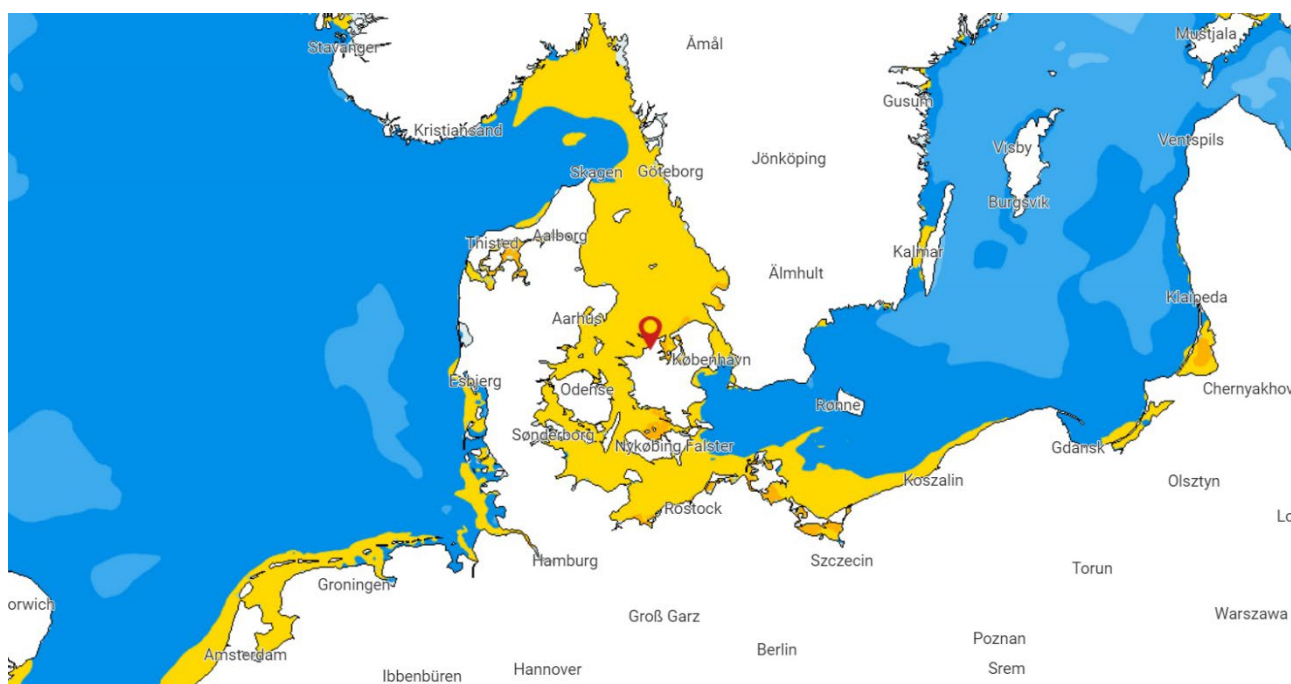 Stavanger
Åmål
Mustjala
Gusum
Kristiansand
Ventspils
Visby
Jönköping
Skagen
Göteborg
Burgsvik
Aalborg
Thisted
Kalmar
Älmhult
Klaipeda
Aarhus
København
Esbjerg
Odense
Chernyakhov
Rønne
Sønderborg
Nykøbing Falster
Gdańsk
Koszalin
Olsztyn
Rostock
Lo
Hamburg
Szczecin
Torun
Groningen
orwich
Groß Garz
Warszawa
Poznan
Amsterdam
Berlin
Ibbenbüren
Hannover
Srem